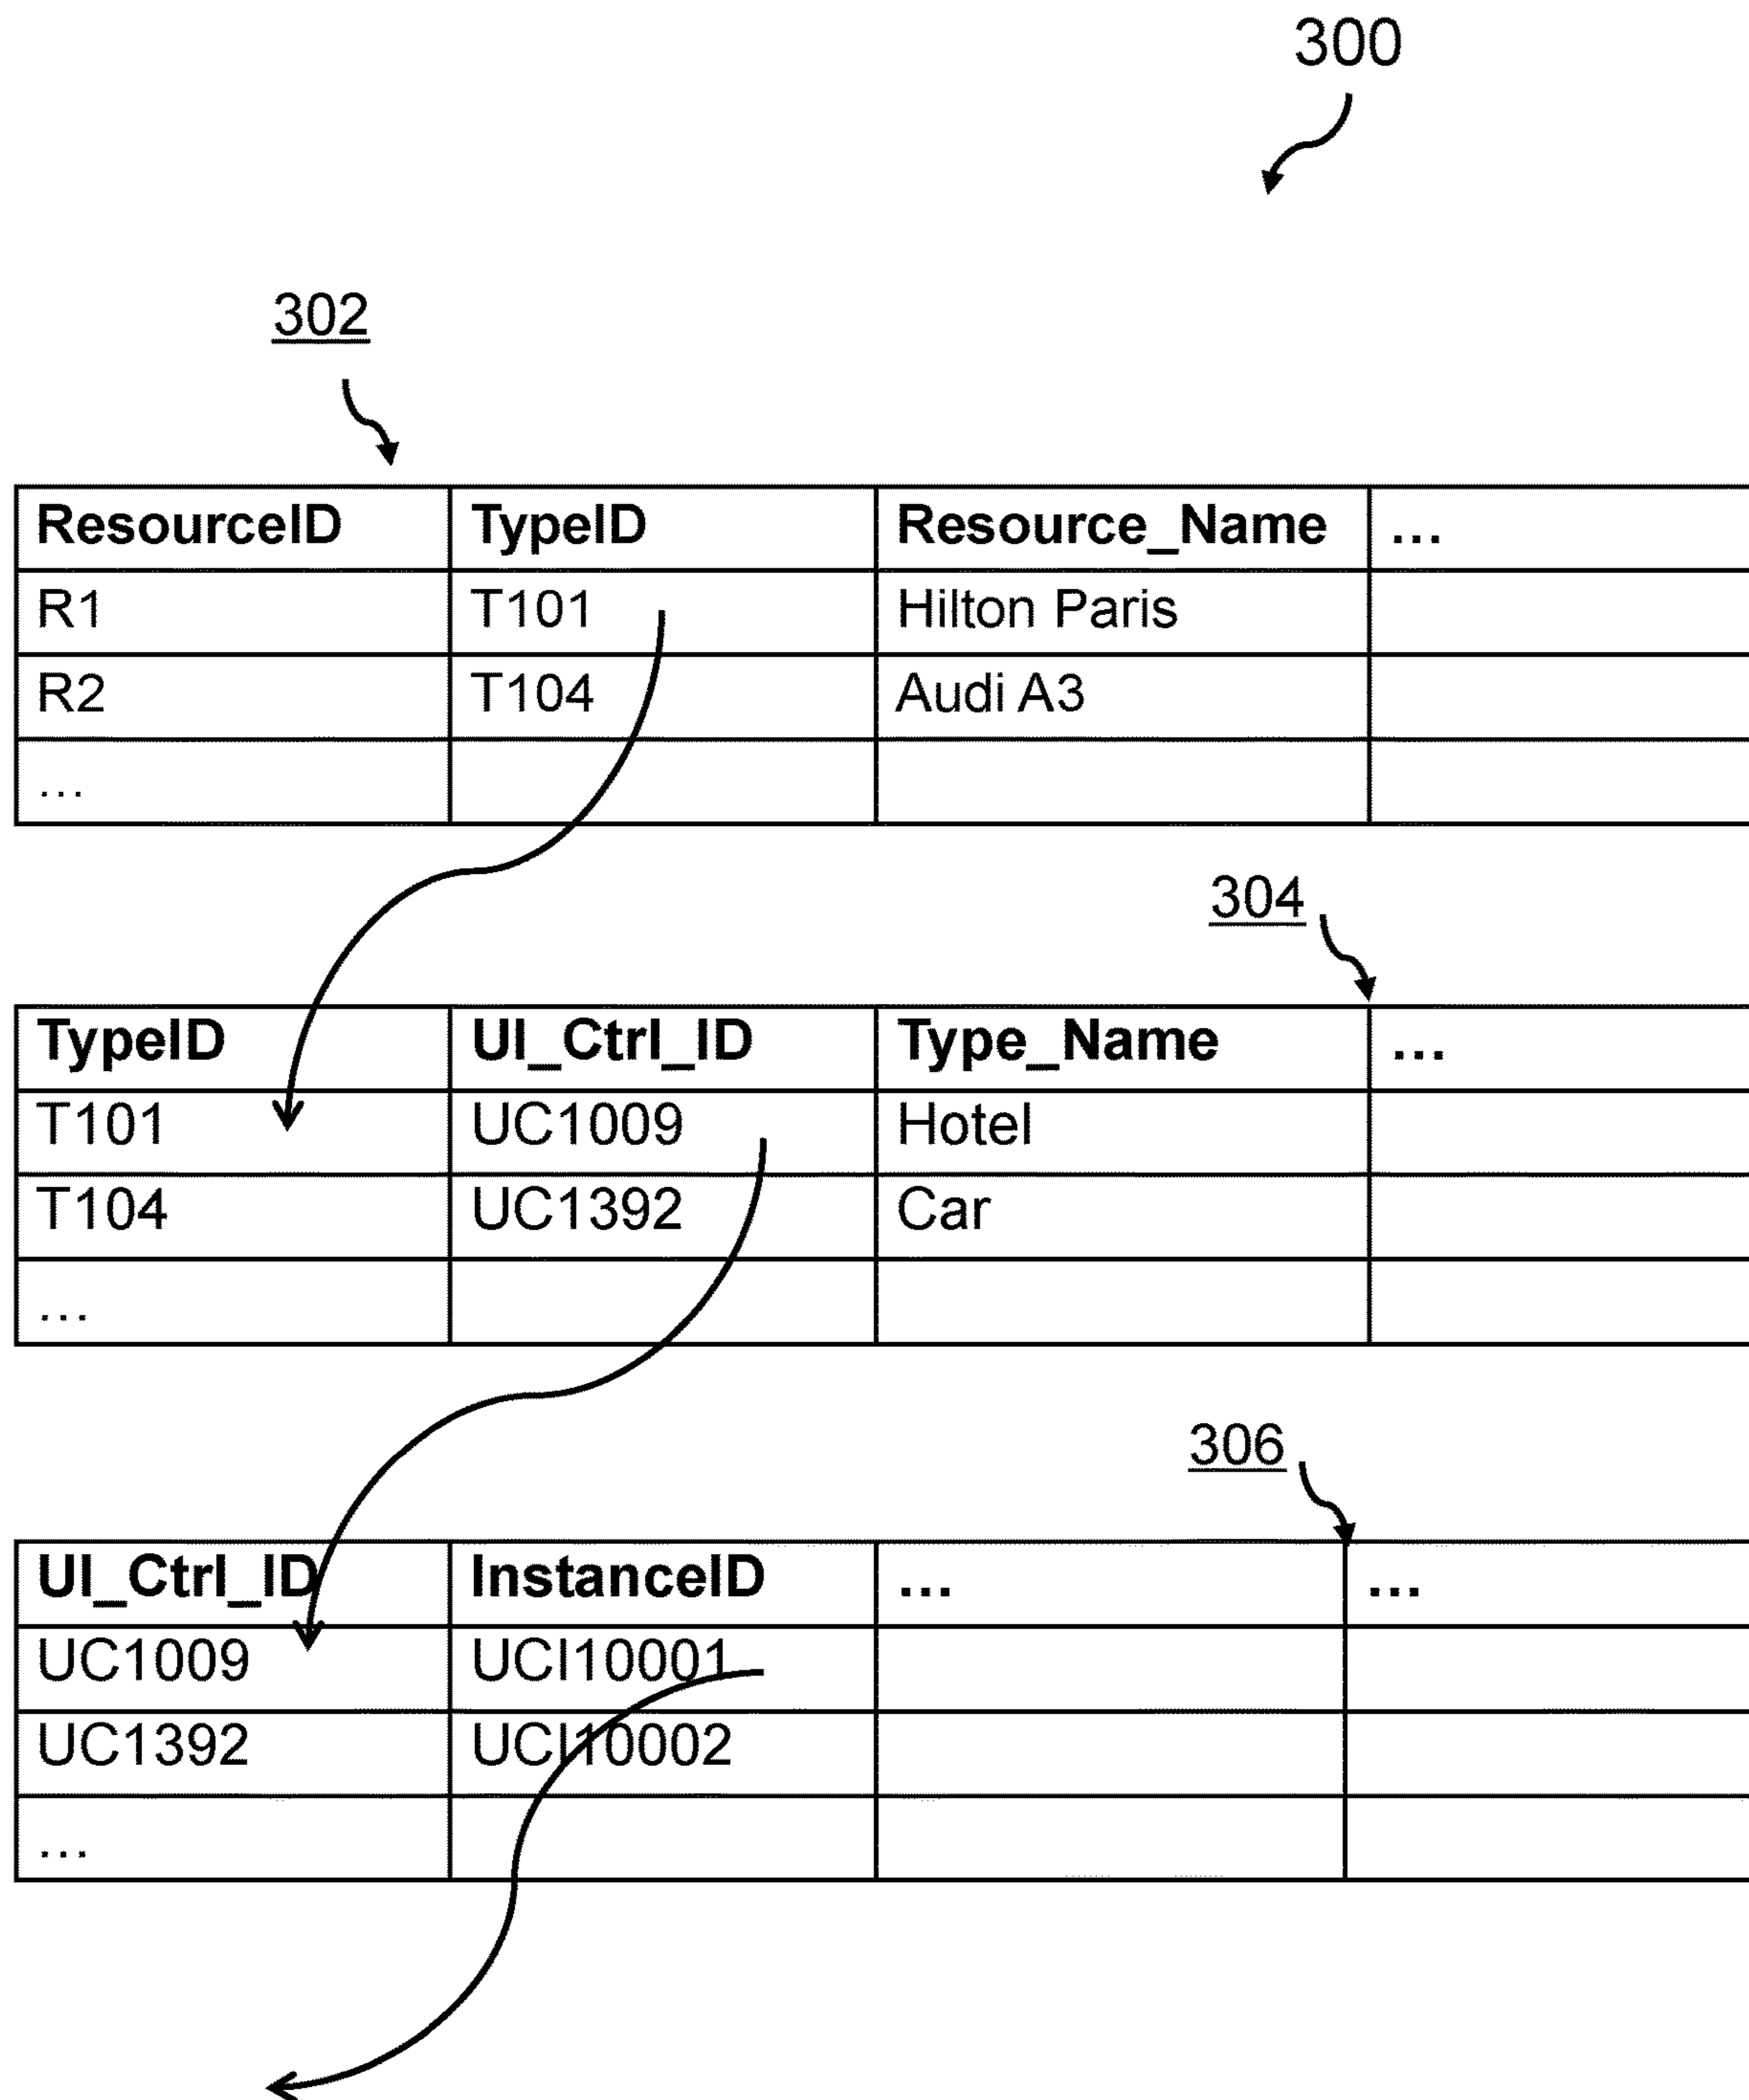 300
302
ResourceID TypeID Resource_Name ...
R1 T101 Hilton Paris
R2 T104 Audi A3
...
304
TypeID UI_Ctrl_ID Type_Name ...
T101 UC1009 Hotel
T104 UC1392 Car
...
306
UI_Ctrl_ID InstanceID ... ...
UC1009 UCI10001
UC1392 UCI10002
...